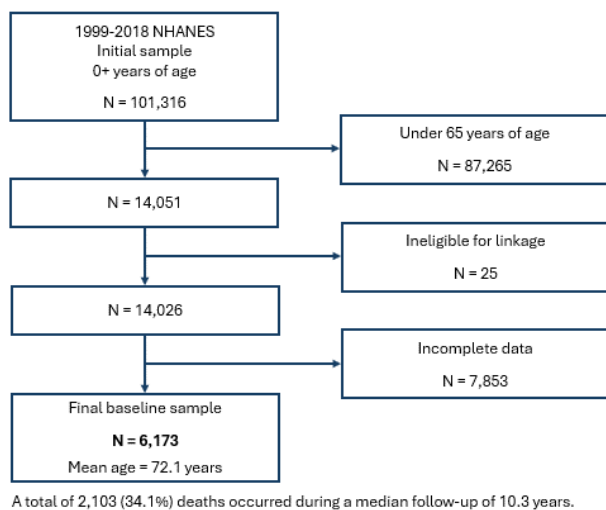 1999-2018 NHANES
Initial sample
0+ years of age
N = 101,316
Under 65 years of age
N = 87,265
N = 14,051
Ineligible for linkage
N = 25
N = 14,026
Incomplete data
N = 7,853
Final baseline sample
N = 6,173
Mean age = 72.1 years
A total of 2,103 (34.1%) deaths occurred during a median follow-up of 10.3 years.